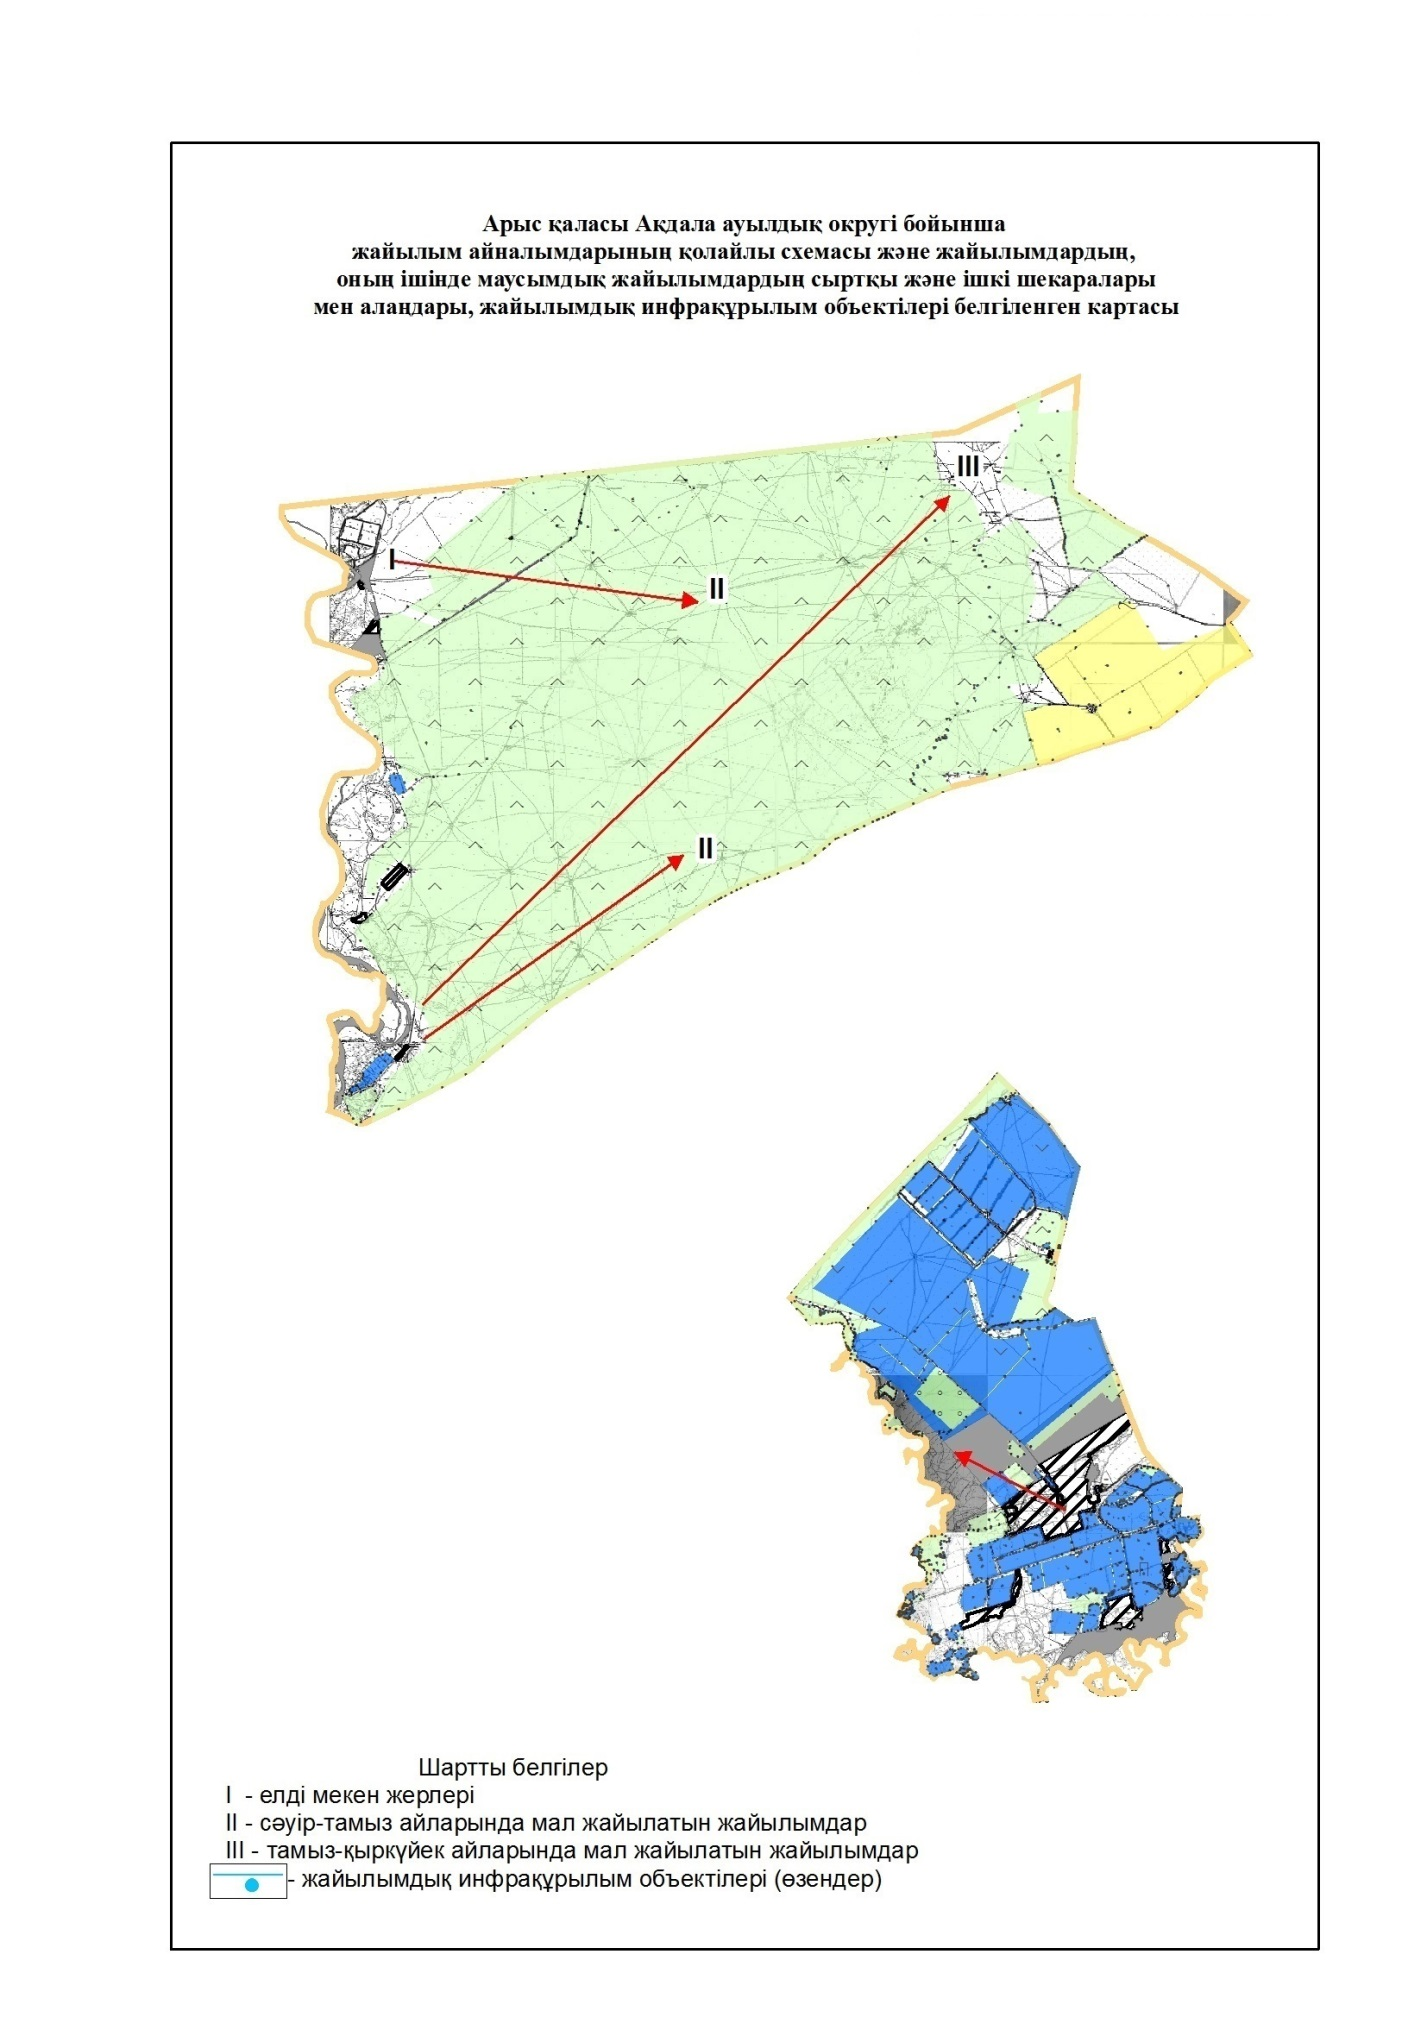 Арыс қаласы Ақдала ауылдық округі бойынша
жайылым айналымдарының қолайлы схемасы және жайылымдардың,
оның ішінде маусымдық жайылымдардың сыртқы және ішкі шекаралары
мен алаңдары, жайылымдық инфрақұрылым объектілері белгіленген картасы
III
I
II
II
Шартты белгілер
I - елді мекен жерлері
II - сәуір-тамыз айларында мал жайылатын жайылымдар
III - тамыз-қыркүйек айларында мал жайылатын жайылымдар
- жайылымдық инфрақұрылым объектілері (өзендер)